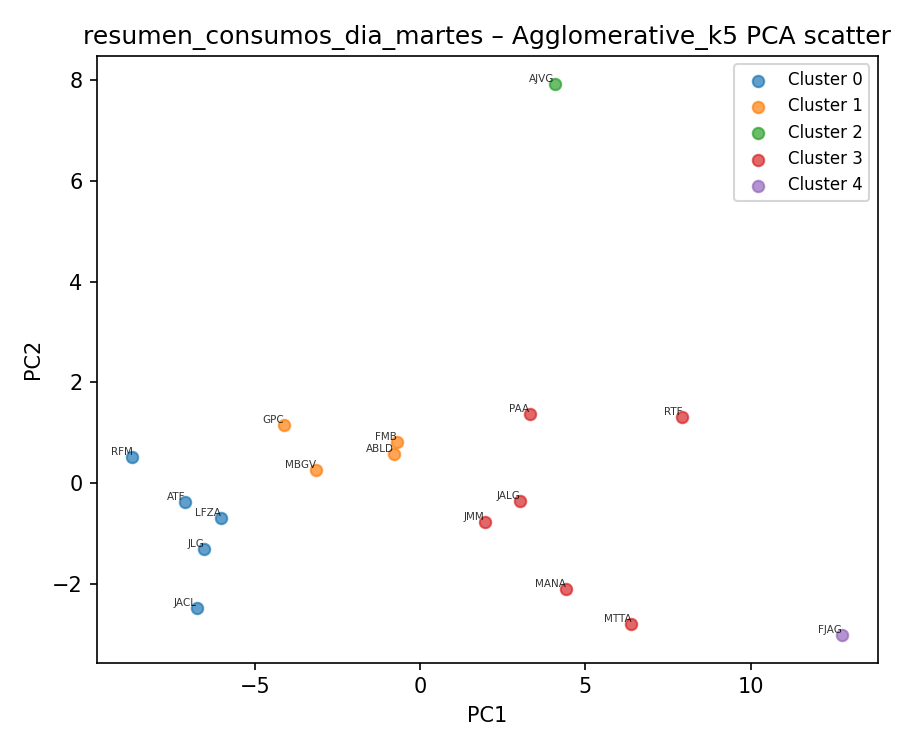 resumen_consumos_dia_martes – Agglomerative_k5 PCA scatter
Cluster 0
Cluster 1
Cluster 2
Cluster 3
Cluster 4
AJVG
PAA
RTF
GPC
FMB
ABLD
MBGV
RFM
ATF
LFZA
JLG
JACL
JALG
JMM
MANA
MTTA
FJAG
8
6
4
2
0
−2
PC2
−5
0
5
10
PC1